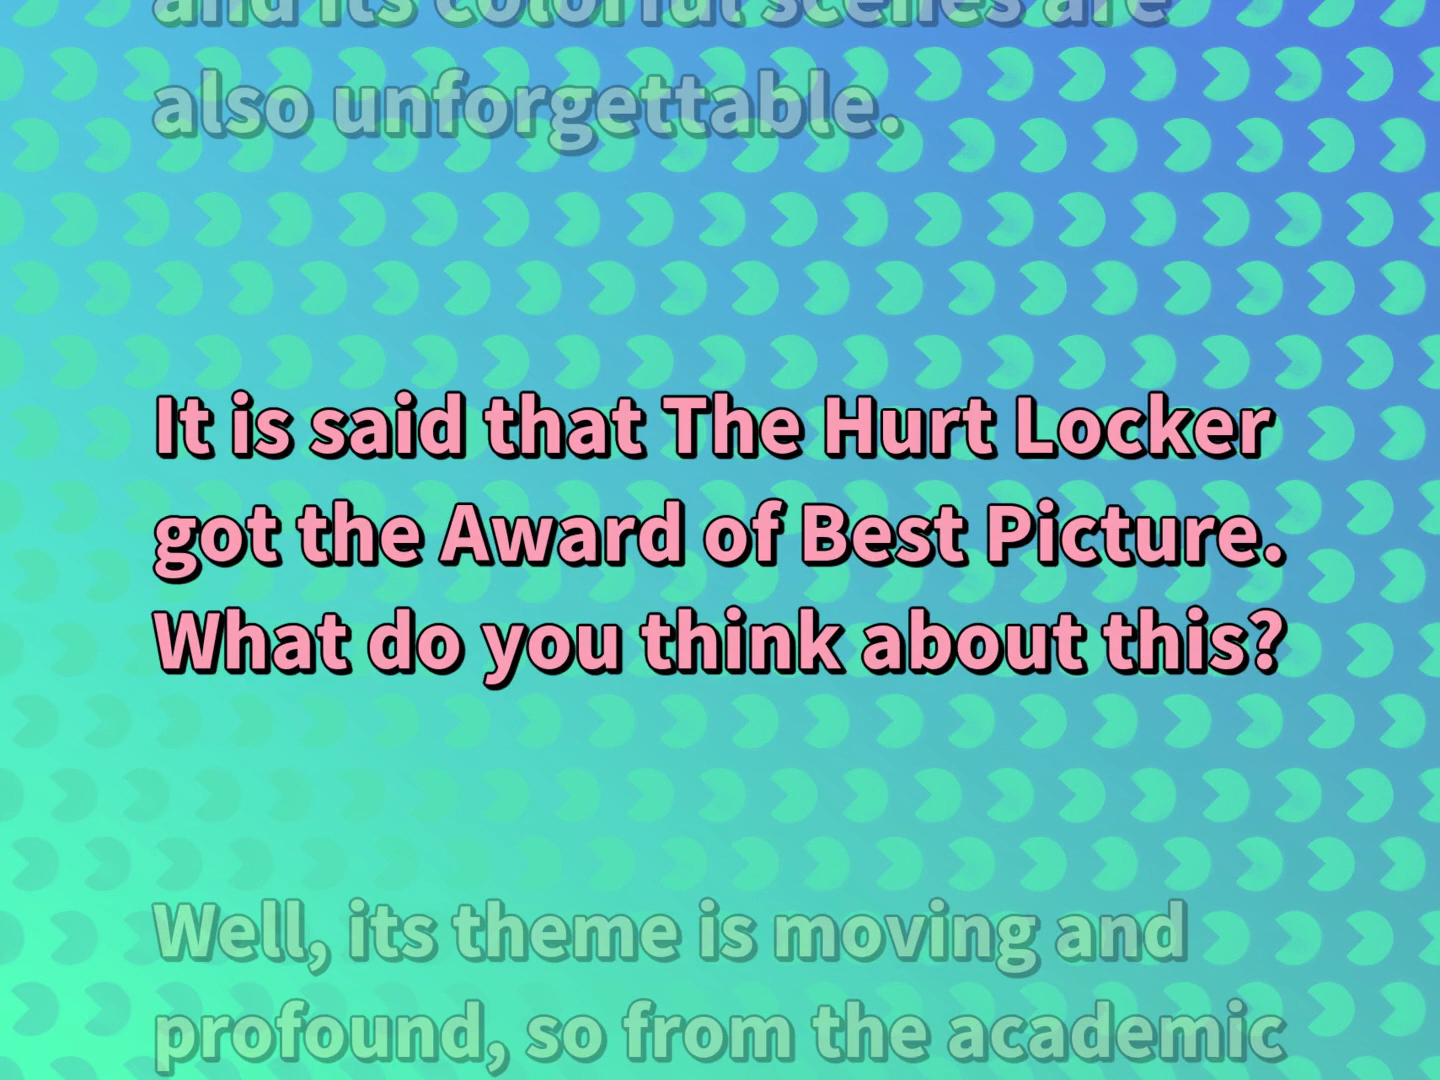 and its colorful scenes are
also unforgettable.
It is said that The Hurt Locker
got the Award of Best Picture.
What do you think about this?
Well, its theme is moving and
profound, so from the academic